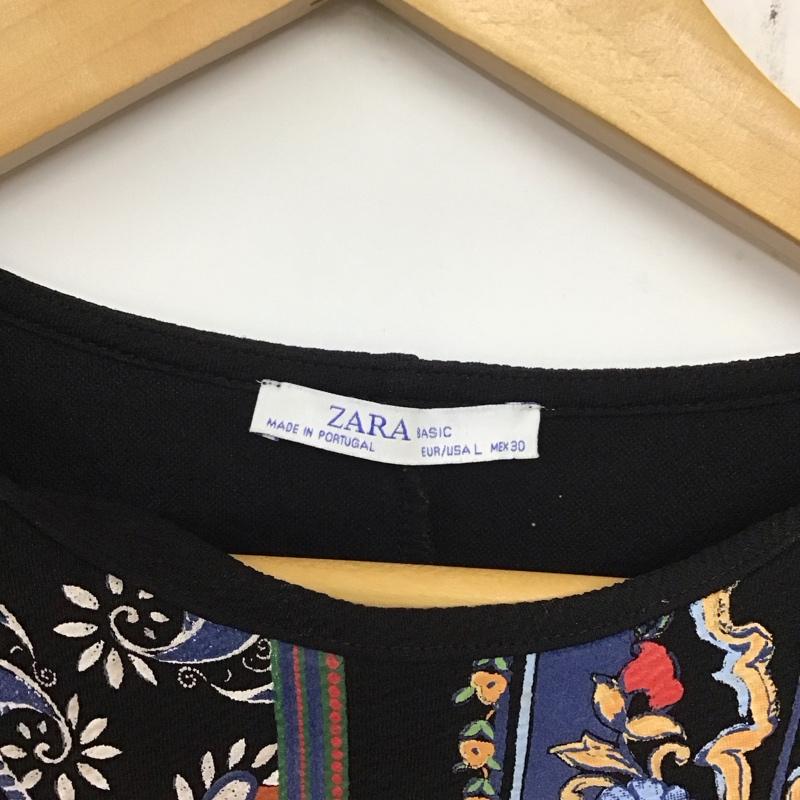 ZARA BASIC
MADE IN PORTUGAL EUR/USA L MEX 30